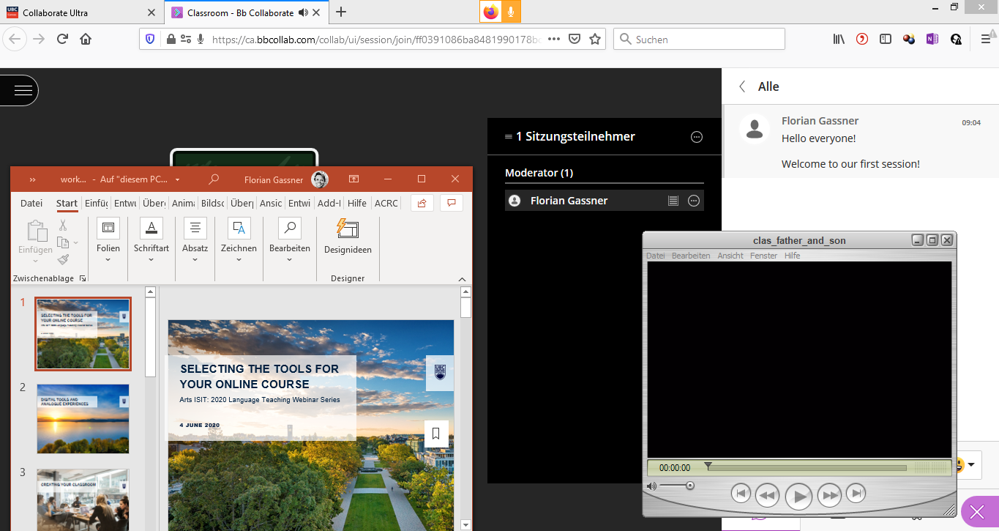 Collaborate Ultra
Classroom - Bb Collaborate
https://ca.bbcollab.com/collab/ui/session/join/ff0391086ba8481990178b
Suchen
Alle
Florian Gassner
09:04
Hello everyone!
Welcome to our first session!
1 Sitzungsteilnehmer
Moderator (1)
Florian Gassner
work... - Auf "diesem PC...
Florian Gassner
Datei Start Einfüg Entwu Überg Anima Bildsc Überp Ansic Entwi Add-I Hilfe ACRO
Einfügen
Folien
Schriftart
Absatz
Zeichnen
Bearbeiten
Designideen
Zwischenablage
Designer
1
SELECTING THE TOOLS FOR
YOUR ONLINE COURSE
2
DIGITAL TOOLS AND
ANALOGUE EXPERIENCES
3
CREATING YOUR CLASSROOM
SELECTING THE TOOLS FOR
YOUR ONLINE COURSE
Arts ISIT: 2020 Language Teaching Webinar Series
4 JUNE 2020
UBC
clas_father_and_son
Datei Bearbeiten Ansicht Fenster Hilfe
00:00:00